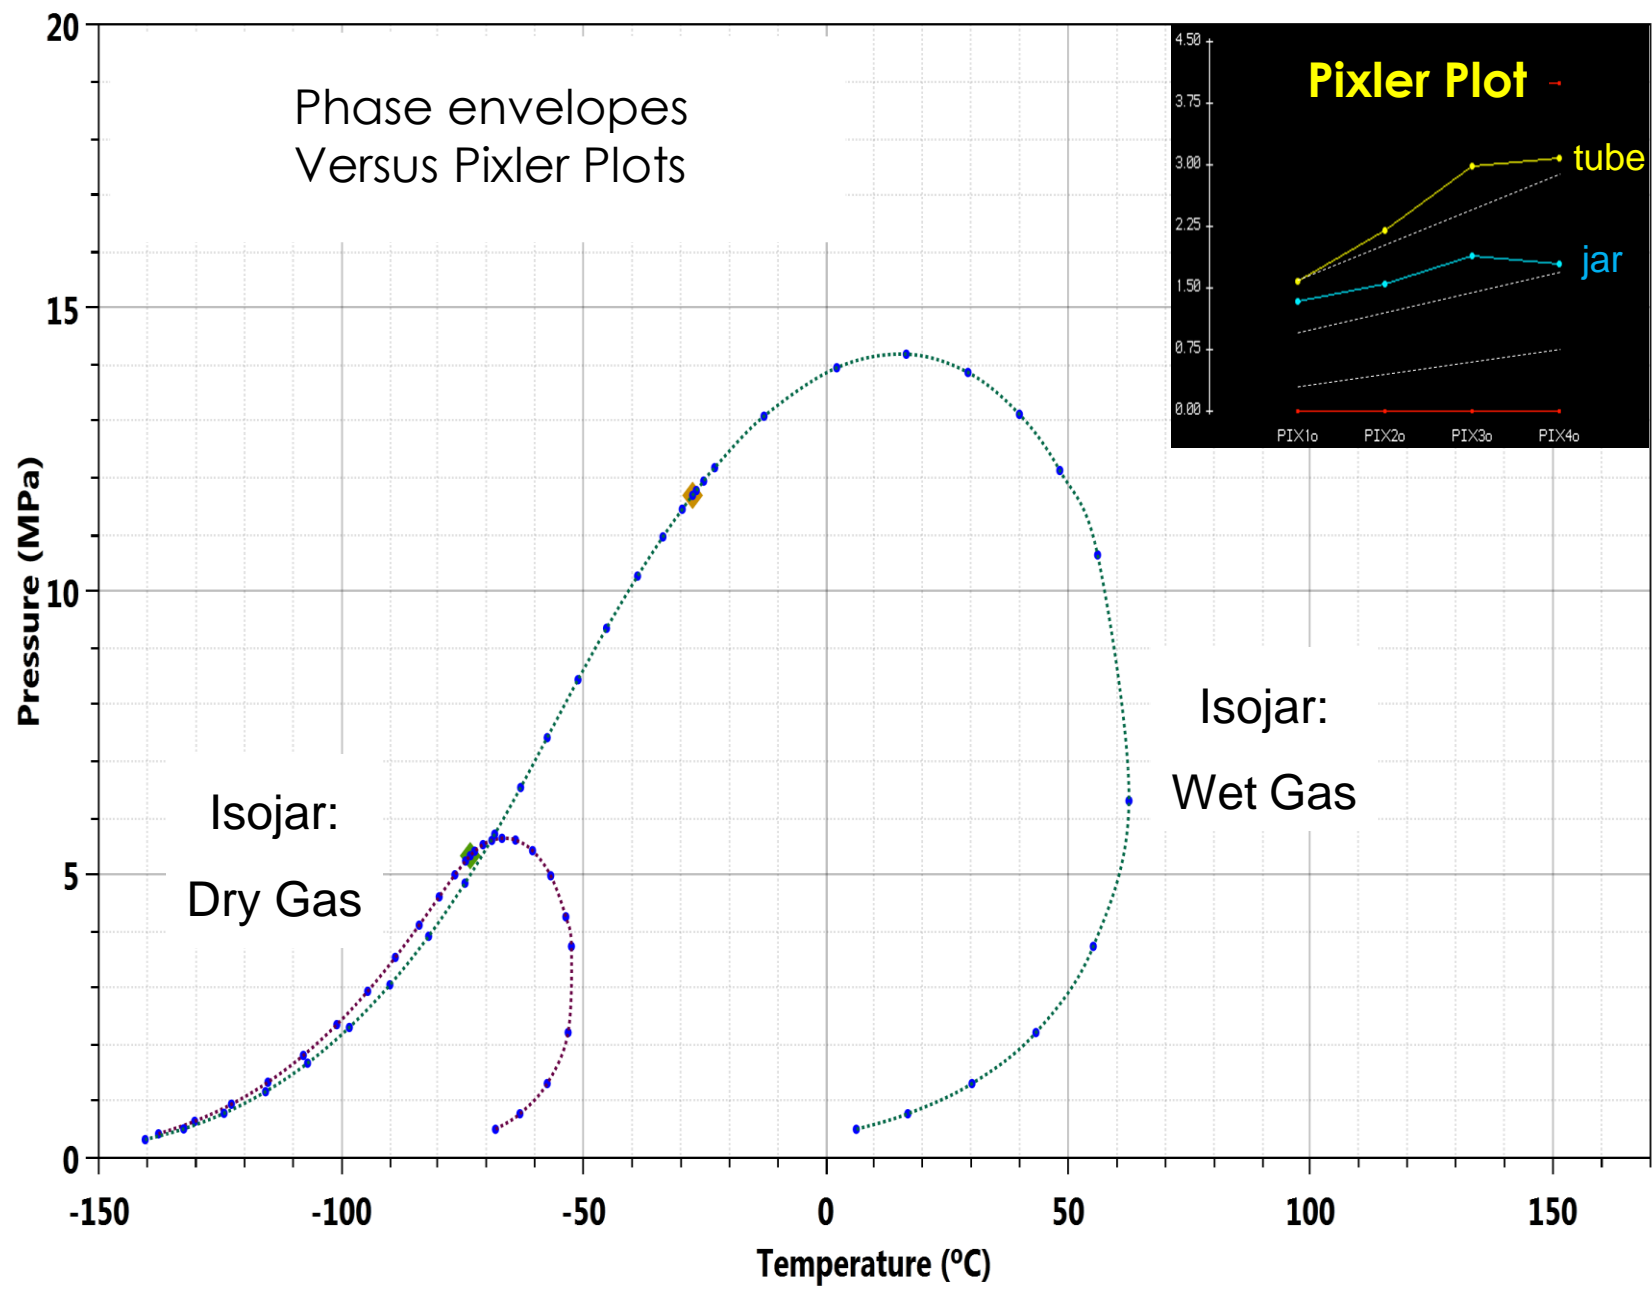 Phase envelopes
Versus Pixler Plots
Pixler Plot
4.50
3.75
3.00
2.25
1.50
0.75
0.00
tube
jar
PIX1o PIX2o PIX3o PIX4o
20
15
10
5
0
Pressure (MPa)
Isojar:
Dry Gas
Isojar:
Wet Gas
-150 -100 -50 0 50 100 150
Temperature (ºC)